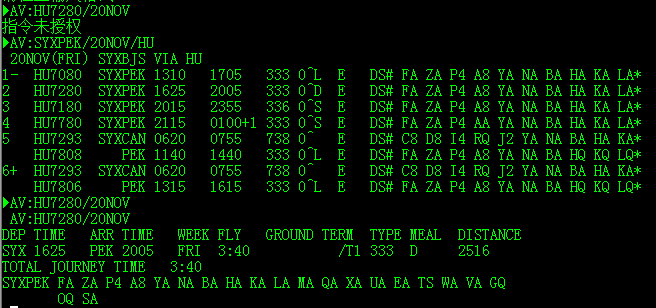 ▶AV:HU7280/20NOV
指令未授权
▶AV:SYXPEK/20NOV/HU
20NOV(FRI) SYXBJS VIA HU
1- HU7080 SYXPEK 1310 1705 333 0^L E DS# FA ZA P4 A8 YA NA BA HA KA LA*
2 HU7280 SYXPEK 1625 2005 333 0^D E DS# FA ZA P4 A8 YA NA BA HA KA LA*
3 HU7180 SYXPEK 2015 2355 336 0^S E DS# FA ZA P4 A8 YA NA BA HA KA LA*
4 HU7780 SYXPEK 2115 0100+1 333 0^S E DS# FA ZA P4 AA YA NA BA HA KA LA*
5 HU7293 SYXCAN 0620 0755 738 0^ E DS# C8 D8 I4 RQ J2 YA NA BA HA KA*
HU7808 PEK 1140 1440 333 0^L E DS# FA ZA P4 A8 YA NA BA HQ KQ LQ*
6+ HU7293 SYXCAN 0620 0755 738 0^ E DS# C8 D8 I4 RQ J2 YA NA BA HA KA*
HU7806 PEK 1315 1615 333 0^L E DS# FA ZA P4 A8 YA NA BA HA KQ LQ*
▶AV:HU7280/20NOV
AV:HU7280/20NOV
DEP TIME ARR TIME WEEK FLY GROUND TERM TYPE MEAL DISTANCE
SYX 1625 PEK 2005 FRI 3:40 /T1 333 D 2516
TOTAL JOURNEY TIME 3:40
SYXPEK FA ZA P4 A8 YA NA BA HA KA LA MA QA XA UA EA TS WA VA GQ
OQ SA